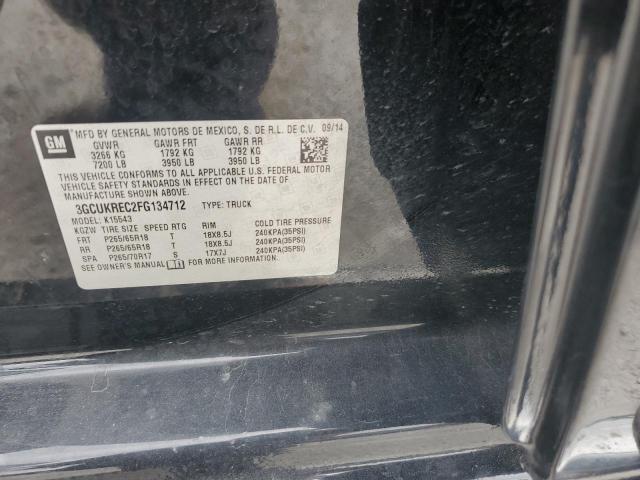 GM MFD BY GENERAL MOTORS DE MEXICO, S. DE R.L. DE C.V. 09/14
GVWR GAWR FRT GAWR RR
3266 KG 1792 KG 1792 KG
7200 LB 3950 LB 3950 LB
THIS VEHICLE CONFORMS TO ALL APPLICABLE U.S. FEDERAL MOTOR
VEHICLE SAFETY STANDARDS IN EFFECT ON THE DATE OF
MANUFACTURE SHOWN ABOVE.
3GCUKREC2FG134712 TYPE: TRUCK
MODEL: K15543
KGZW TIRE SIZE SPEED RTG RIM COLD TIRE PRESSURE
FRT P265/65R18 T 18X8.5J 240KPA(35PSI)
RR P265/65R18 T 18X8.5J 240KPA(35PSI)
SPA P265/70R17 S 17X7J 240KPA(35PSI)
SEE OWNER'S MANUAL FOR MORE INFORMATION.